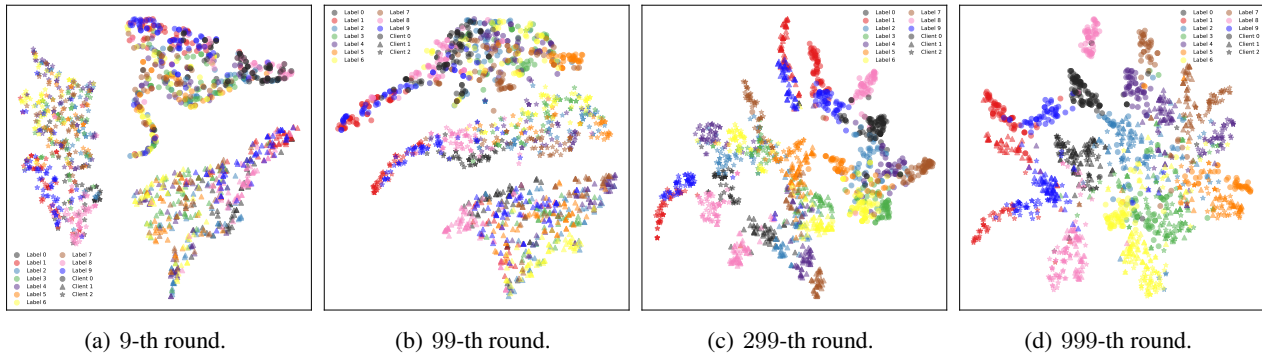 Label 0 Label 7
Label 1 Label 8
Label 2 Label 9
Label 3 Client 0
Label 4 Client 1
Label 5 Client 2
Label 6
(a) 9-th round.
Label 0 Label 7
Label 1 Label 8
Label 2 Label 9
Label 3 Client 0
Label 4 Client 1
Label 5 Client 2
Label 6
(b) 99-th round.
Label 0 Label 7
Label 1 Label 8
Label 2 Label 9
Label 3 Client 0
Label 4 Client 1
Label 5 Client 2
Label 6
(c) 299-th round.
Label 0 Label 7
Label 1 Label 8
Label 2 Label 9
Label 3 Client 0
Label 4 Client 1
Label 5 Client 2
Label 6
(d) 999-th round.